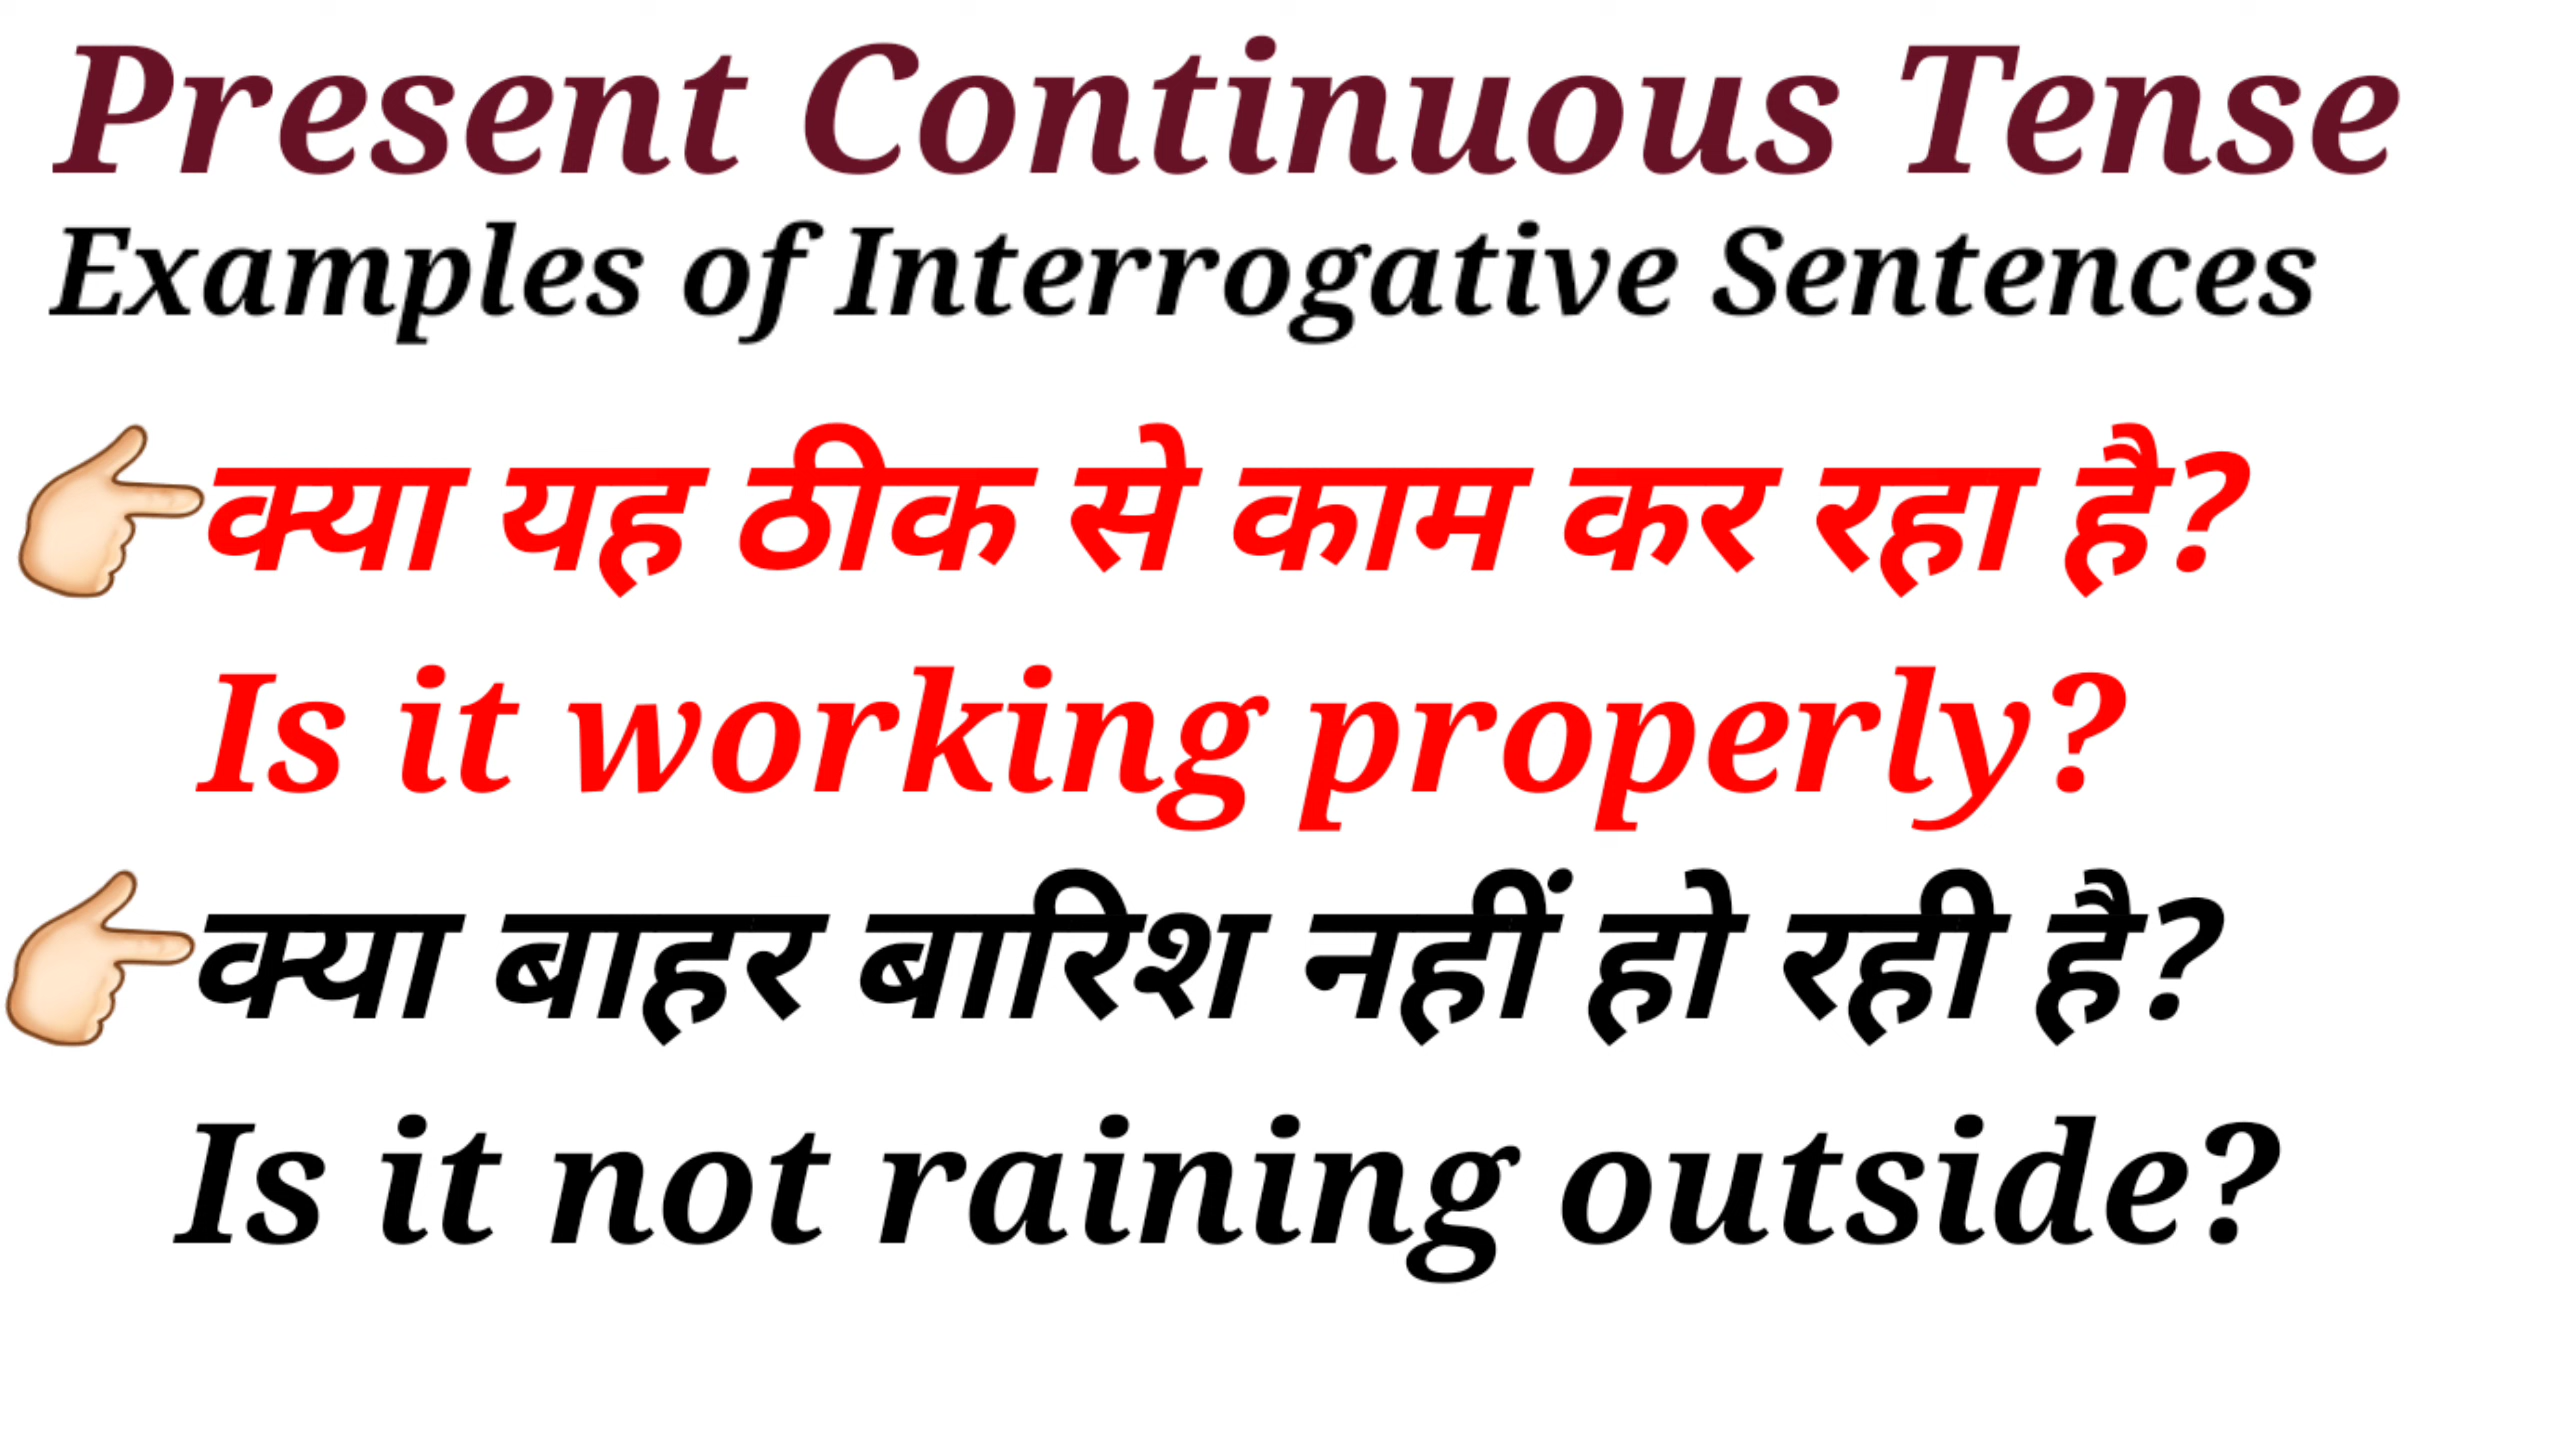 Present Continuous Tense
Examples of Interrogative Sentences
👉क्या यह ठीक से काम कर रहा है?
Is it working properly?
👉क्या बाहर बारिश नहीं हो रही है?
Is it not raining outside?